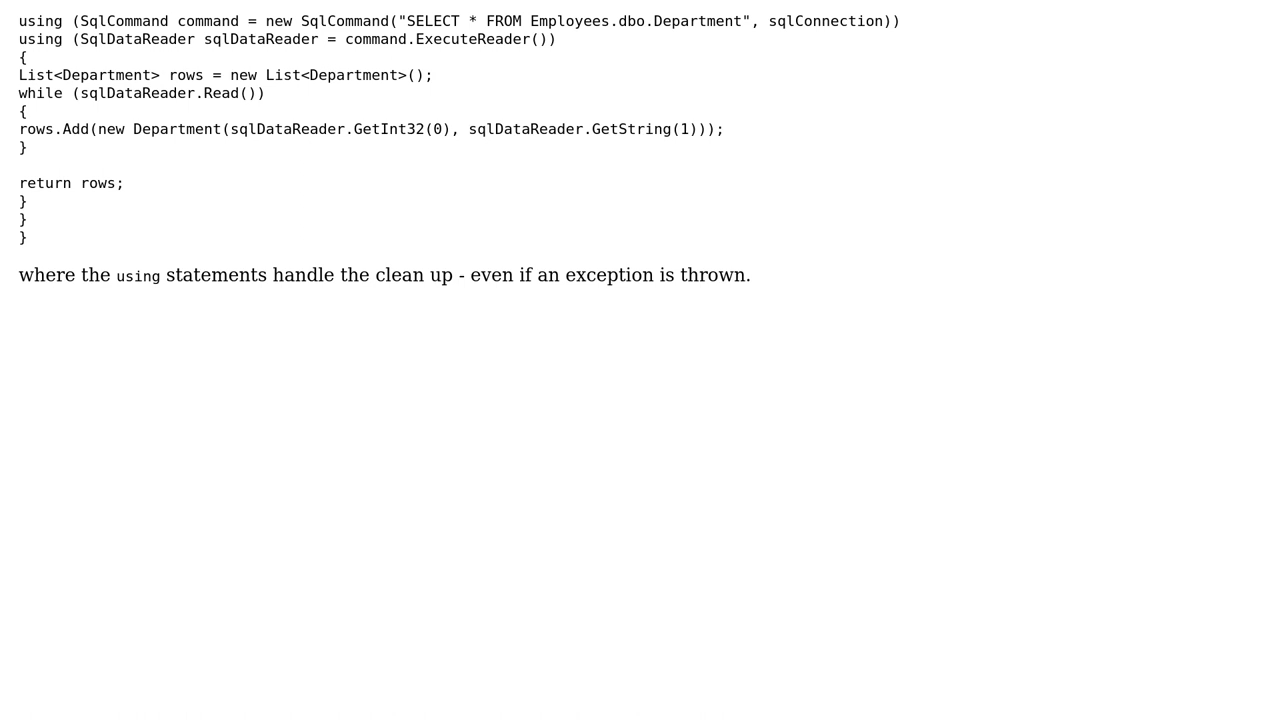 using (SqlCommand command = new SqlCommand("SELECT * FROM Employees.dbo.Department", sqlConnection))
using (SqlDataReader sqlDataReader = command.ExecuteReader())
{
List<Department> rows = new List<Department>();
while (sqlDataReader.Read())
{
rows.Add(new Department(sqlDataReader.GetInt32(0), sqlDataReader.GetString(1)));
}

return rows;
}
}
}
where the using statements handle the clean up - even if an exception is thrown.